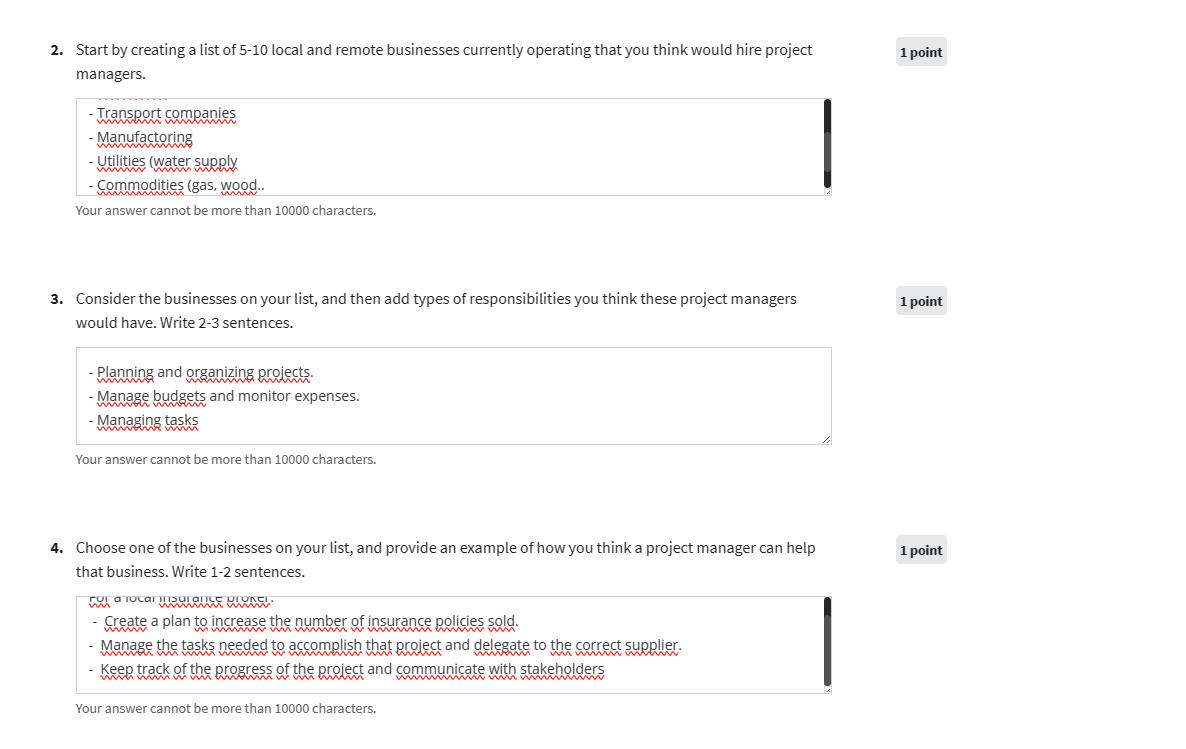 2. Start by creating a list of 5-10 local and remote businesses currently operating that you think would hire project
1 point
managers.
- Transport companies
- Manufactoring
- Utilities (water supply
- Commodities (gas, wood..
Your answer cannot be more than 10000 characters.
3. Consider the businesses on your list, and then add types of responsibilities you think these project managers
1 point
would have. Write 2-3 sentences.
- Planning and organizing projects.
- Manage budgets and monitor expenses.
- Managing tasks
Your answer cannot be more than 10000 characters.
4. Choose one of the businesses on your list, and provide an example of how you think a project manager can help
1 point
that business. Write 1-2 sentences.
For a local insurance broker:
- Create a plan to increase the number of insurance policies sold.
- Manage the tasks needed to accomplish that project and delegate to the correct supplier.
- Keep track of the progress of the project and communicate with stakeholders
Your answer cannot be more than 10000 characters.